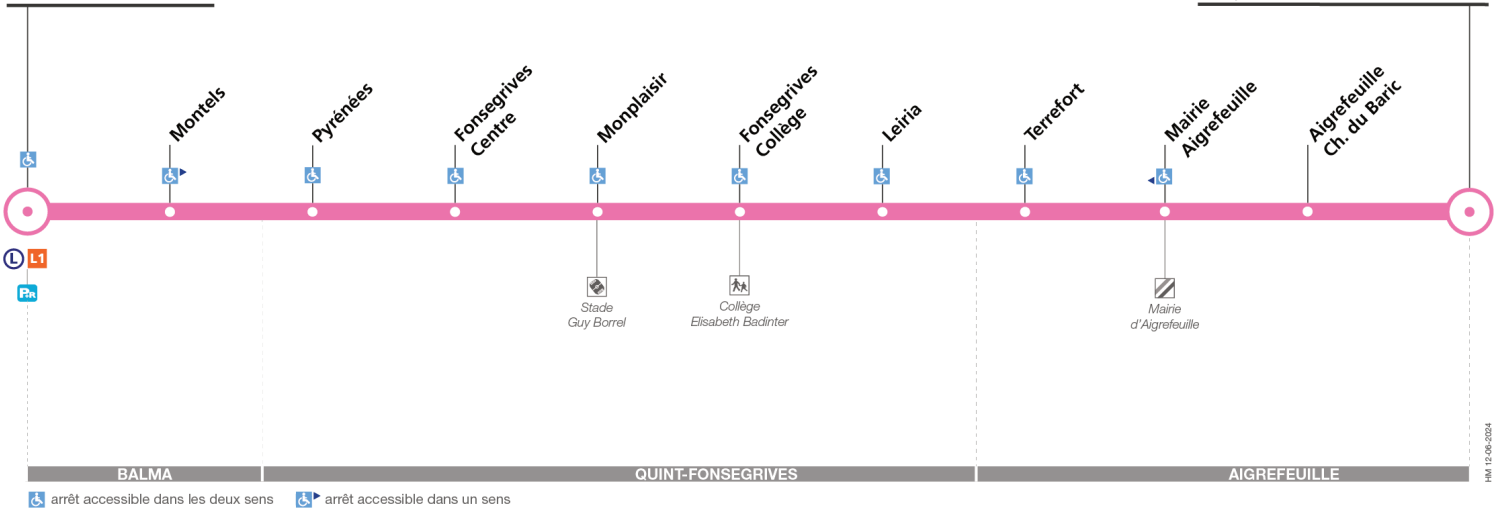 Montels
Pyrénées
Fonsegrives
Centre
Monplaisir
Fonsegrives
Collège
Leiria
Terrefort
Mairie
Aigrefeuille
Aigrefeuille
Ch. du Baric
L L1
P+R
Stade
Guy Borrel
Collège
Elisabeth Badinter
Mairie
d'Aigrefeuille
BALMA
QUINT-FONSEGRIVES
AIGREFEUILLE
HM 12-06-2024
arrêt accessible dans les deux sens
arrêt accessible dans un sens